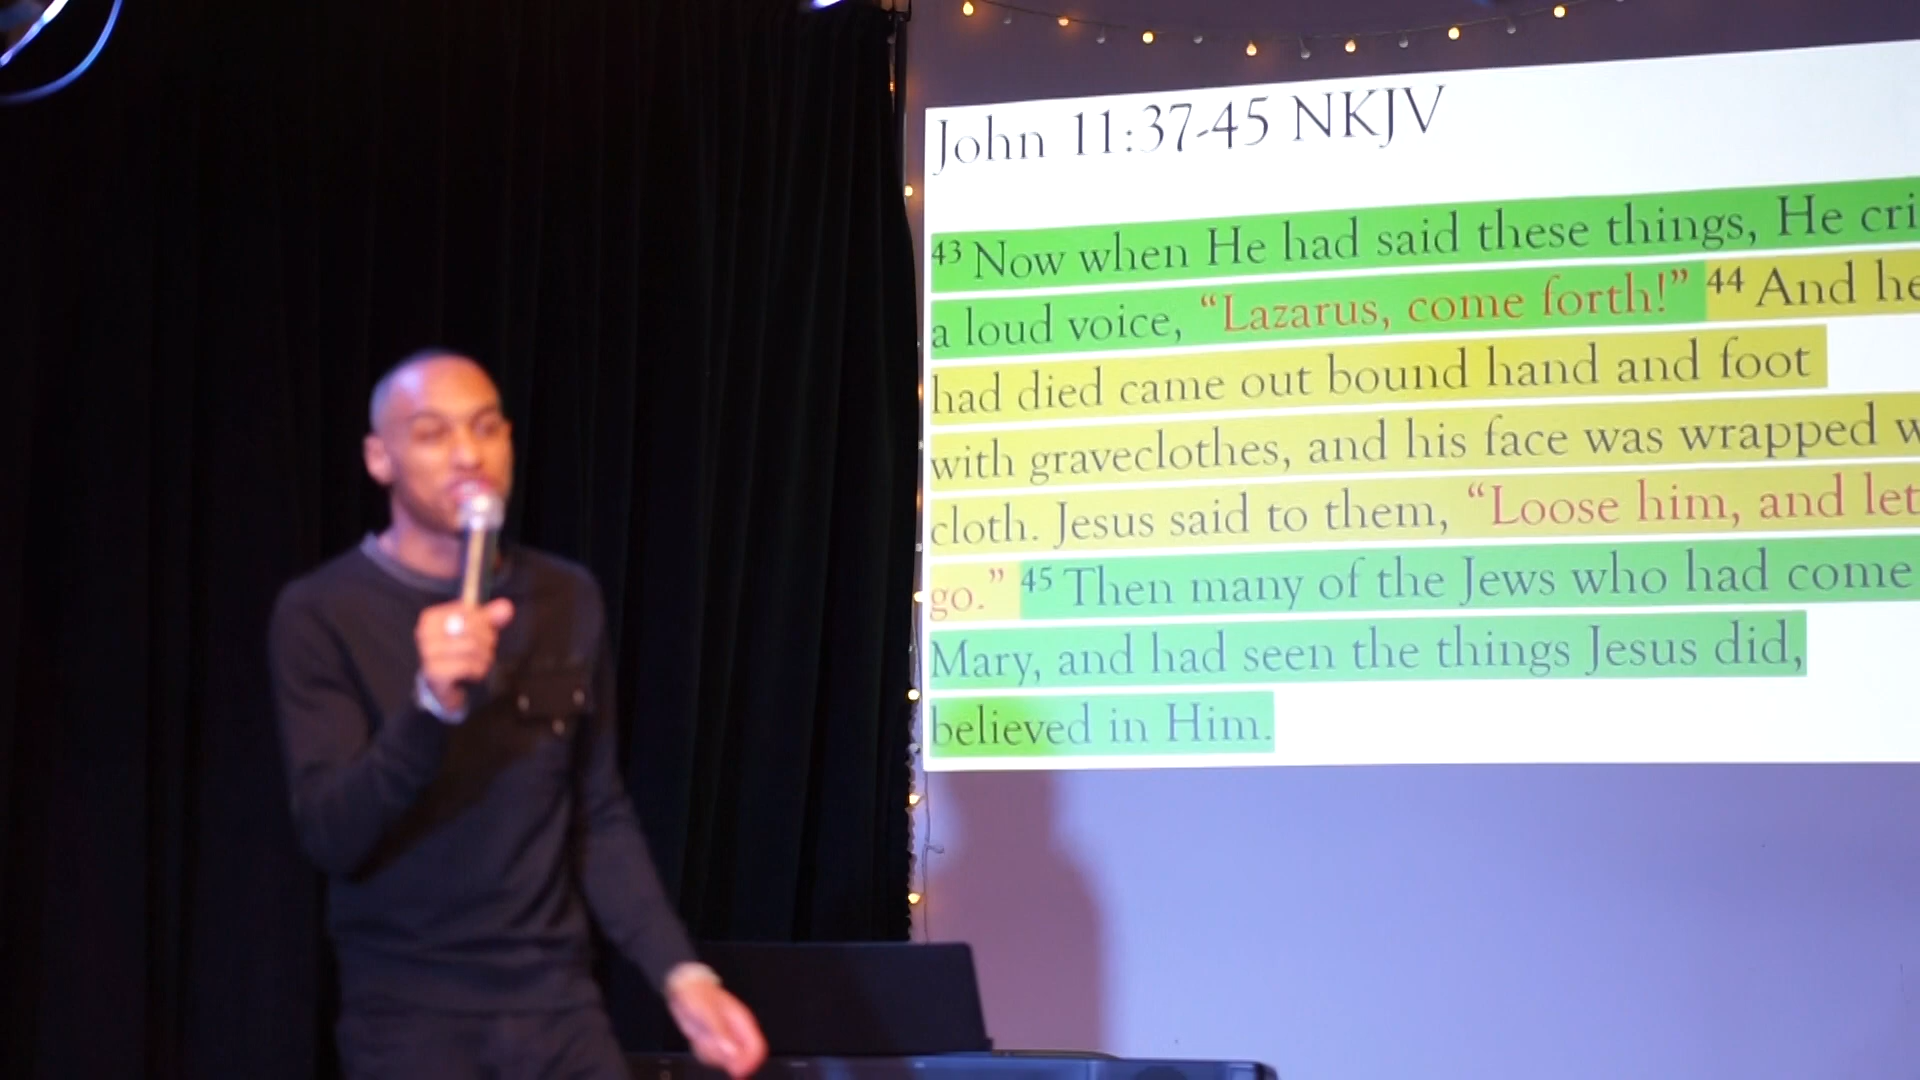 John 11:37-45 NKJV
43 Now when He had said these things, He cri
a loud voice, “Lazarus, come forth!” 44 And he
had died came out bound hand and foot
with graveclothes, and his face was wrapped w
cloth. Jesus said to them, “Loose him, and let
go.” 45 Then many of the Jews who had come
Mary, and had seen the things Jesus did,
believed in Him.